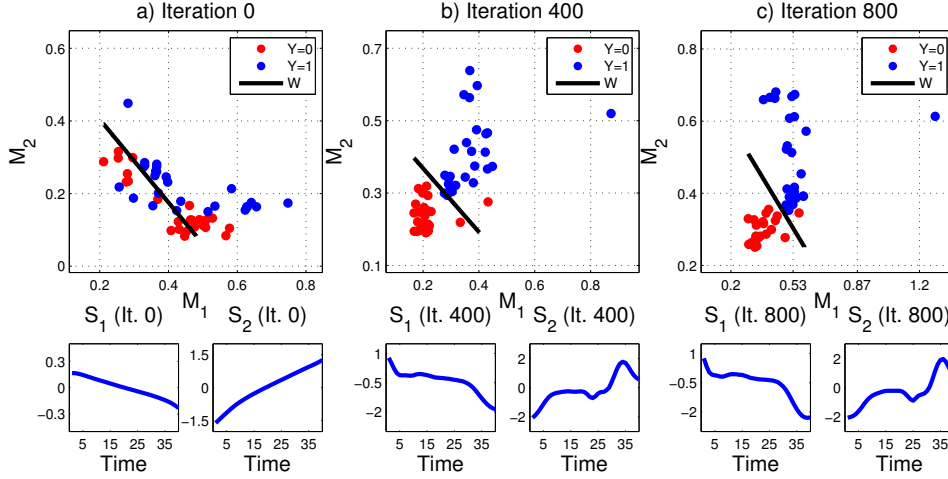 a) Iteration 0
b) Iteration 400
c) Iteration 800
M2
0.6
0.4
0.2
0
0.2 0.4 0.6 0.8
M1
Y=0
Y=1
W
M2
0.7
0.5
0.3
0.1
0.2 0.4 0.6 0.8
M1
Y=0
Y=1
W
M2
0.8
0.6
0.4
0.2
0.2 0.53 0.87 1.2
M1
Y=0
Y=1
W
S1 (It. 0)
0.3
0
−0.3
5 15 25 35
Time
S2 (It. 0)
1.5
0
−1.5
5 15 25 35
Time
S1 (It. 400)
1
−0.5
−2
5 15 25 35
Time
S2 (It. 400)
2
0
−2
5 15 25 35
Time
S1 (It. 800)
1
−0.5
−2
5 15 25 35
Time
S2 (It. 800)
2
0
−2
5 15 25 35
Time